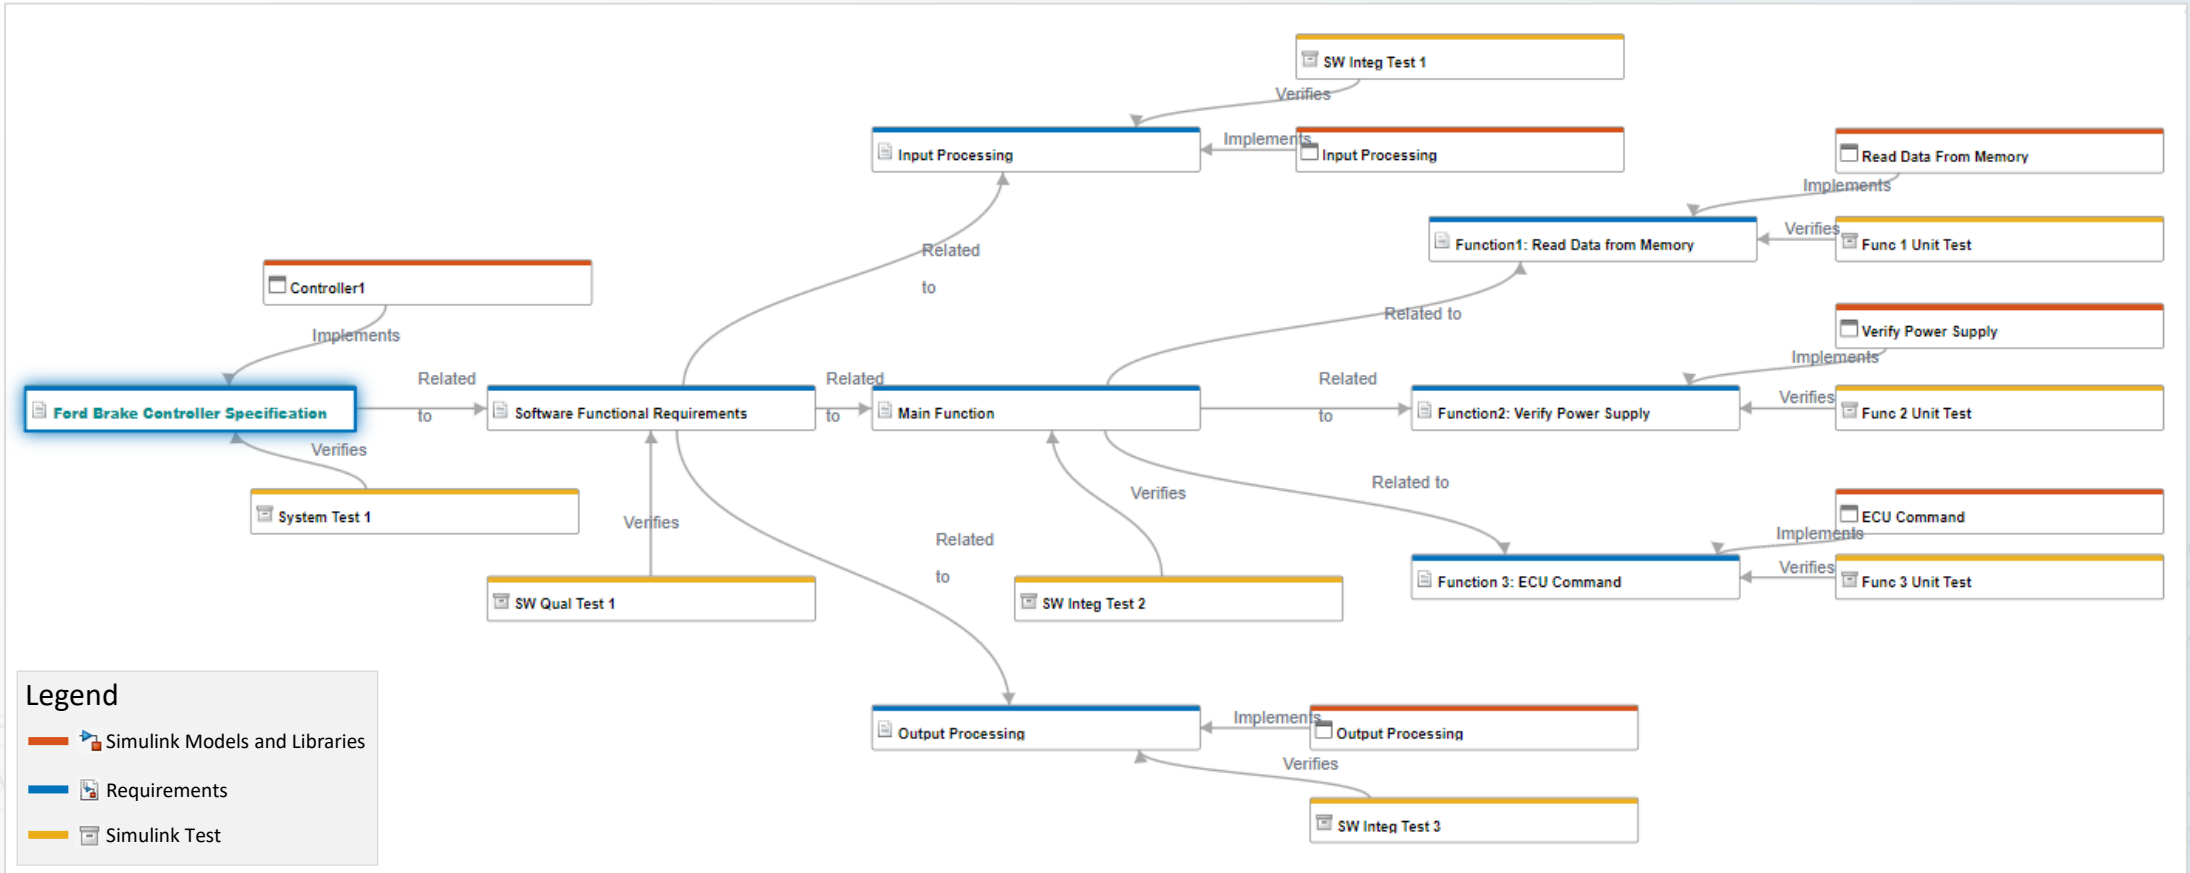 SW Integ Test 1
Verifies
Input Processing
Implements
Input Processing
Read Data From Memory
Implements
Function1: Read Data from Memory
Verifies
Func 1 Unit Test
Related
to
Controller1
Implements
Related to
Verify Power Supply
Implements
Ford Brake Controller Specification
Related
to
Software Functional Requirements
Related
to
Main Function
Related
to
Function2: Verify Power Supply
Verifies
Func 2 Unit Test
Verifies
System Test 1
Verifies
SW Qual Test 1
Related
to
Verifies
SW Integ Test 2
Related to
ECU Command
Implements
Function 3: ECU Command
Verifies
Func 3 Unit Test
Output Processing
Implements
Output Processing
Verifies
SW Integ Test 3
Legend
Simulink Models and Libraries
Requirements
Simulink Test